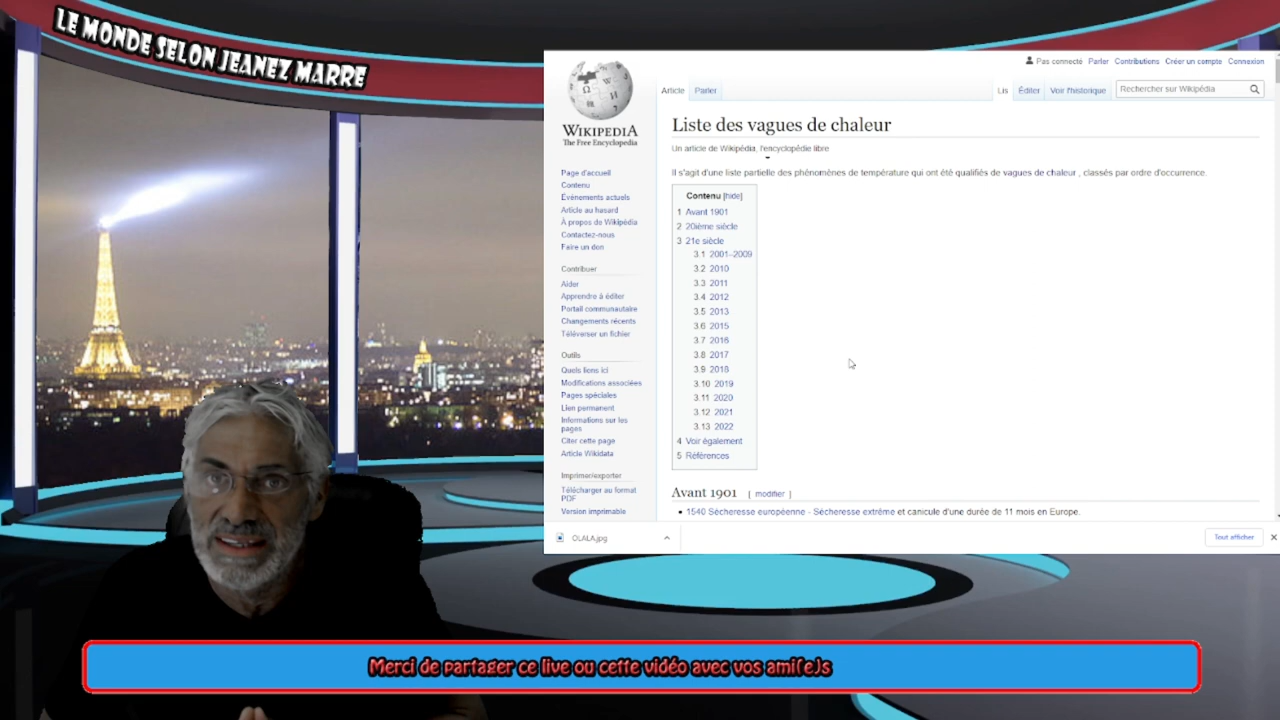 LE MONDE SELON JEANEZ MARRE
Pas connecté Parler Contributions Créer un compte Connexion
Article Parler Lis Éditer Voir l'historique Rechercher sur Wikipédia
WIKIPEDIA
The Free Encyclopedia
Liste des vagues de chaleur
Un article de Wikipédia, l'encyclopédie libre
Il s'agit d'une liste partielle des phénomènes de température qui ont été qualifiés de vagues de chaleur , classés par ordre d'occurrence.
Page d'accueil
Contenu
Événements actuels
Article au hasard
À propos de Wikipédia
Contactez-nous
Faire un don
Contribuer
Aider
Apprendre à éditer
Portail communautaire
Changements récents
Téléverser un fichier
Outils
Quels liens ici
Modifications associées
Pages spéciales
Lien permanent
Informations sur les
pages
Citer cette page
Article Wikidata
Imprimer/exporter
Télécharger au format
PDF
Version imprimable
Contenu [hide]
1 Avant 1901
2 20ième siècle
3 21e siècle
3.1 2001–2009
3.2 2010
3.3 2011
3.4 2012
3.5 2013
3.6 2015
3.7 2016
3.8 2017
3.9 2018
3.10 2019
3.11 2020
3.12 2021
3.13 2022
4 Voir également
5 Références
Avant 1901 [ modifier ]
1540 Sécheresse européenne - Sécheresse extrême et canicule d'une durée de 11 mois en Europe.
OLALA.jpg
Tout afficher
Merci de partager ce live ou cette vidéo avec vos ami(e)s